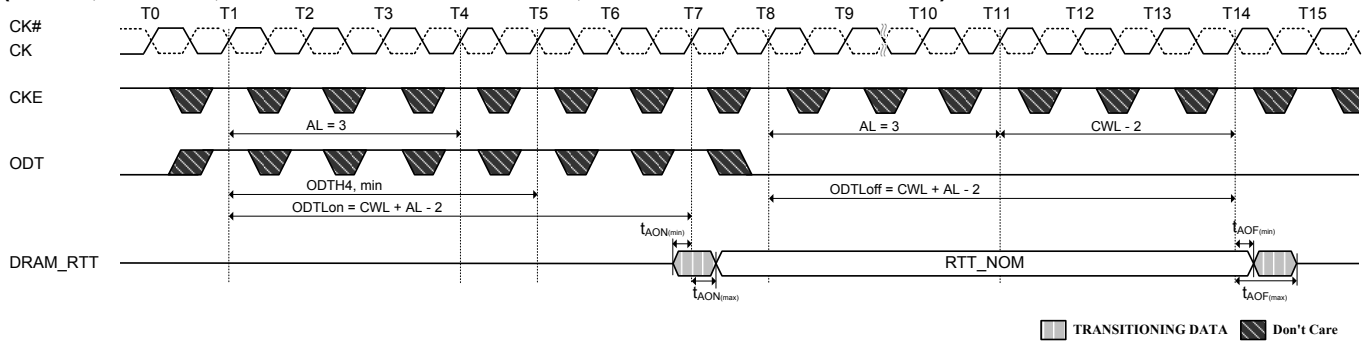 T0 T1 T2 T3 T4 T5 T6 T7 T8 T9 T10 T11 T12 T13 T14 T15
CK#
CK
CKE
AL = 3 AL = 3 CWL - 2
ODT
ODTH4, min ODTLoff = CWL + AL - 2
ODTLon = CWL + AL - 2
tAON(min) tAOF(min)
DRAM_RTT RTT_NOM
tAON(max) tAOF(max)
TRANSITIONING DATA Don't Care